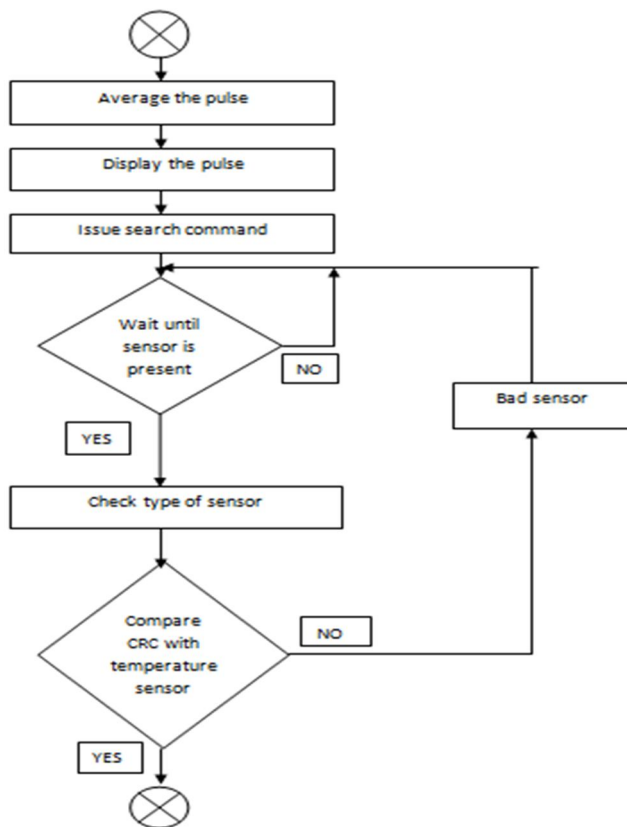 Average the pulse
Display the pulse
Issue search command
Wait until
sensor is
present
NO
Bad sensor
YES
Check type of sensor
Compare
CRC with
temperature
sensor
NO
YES